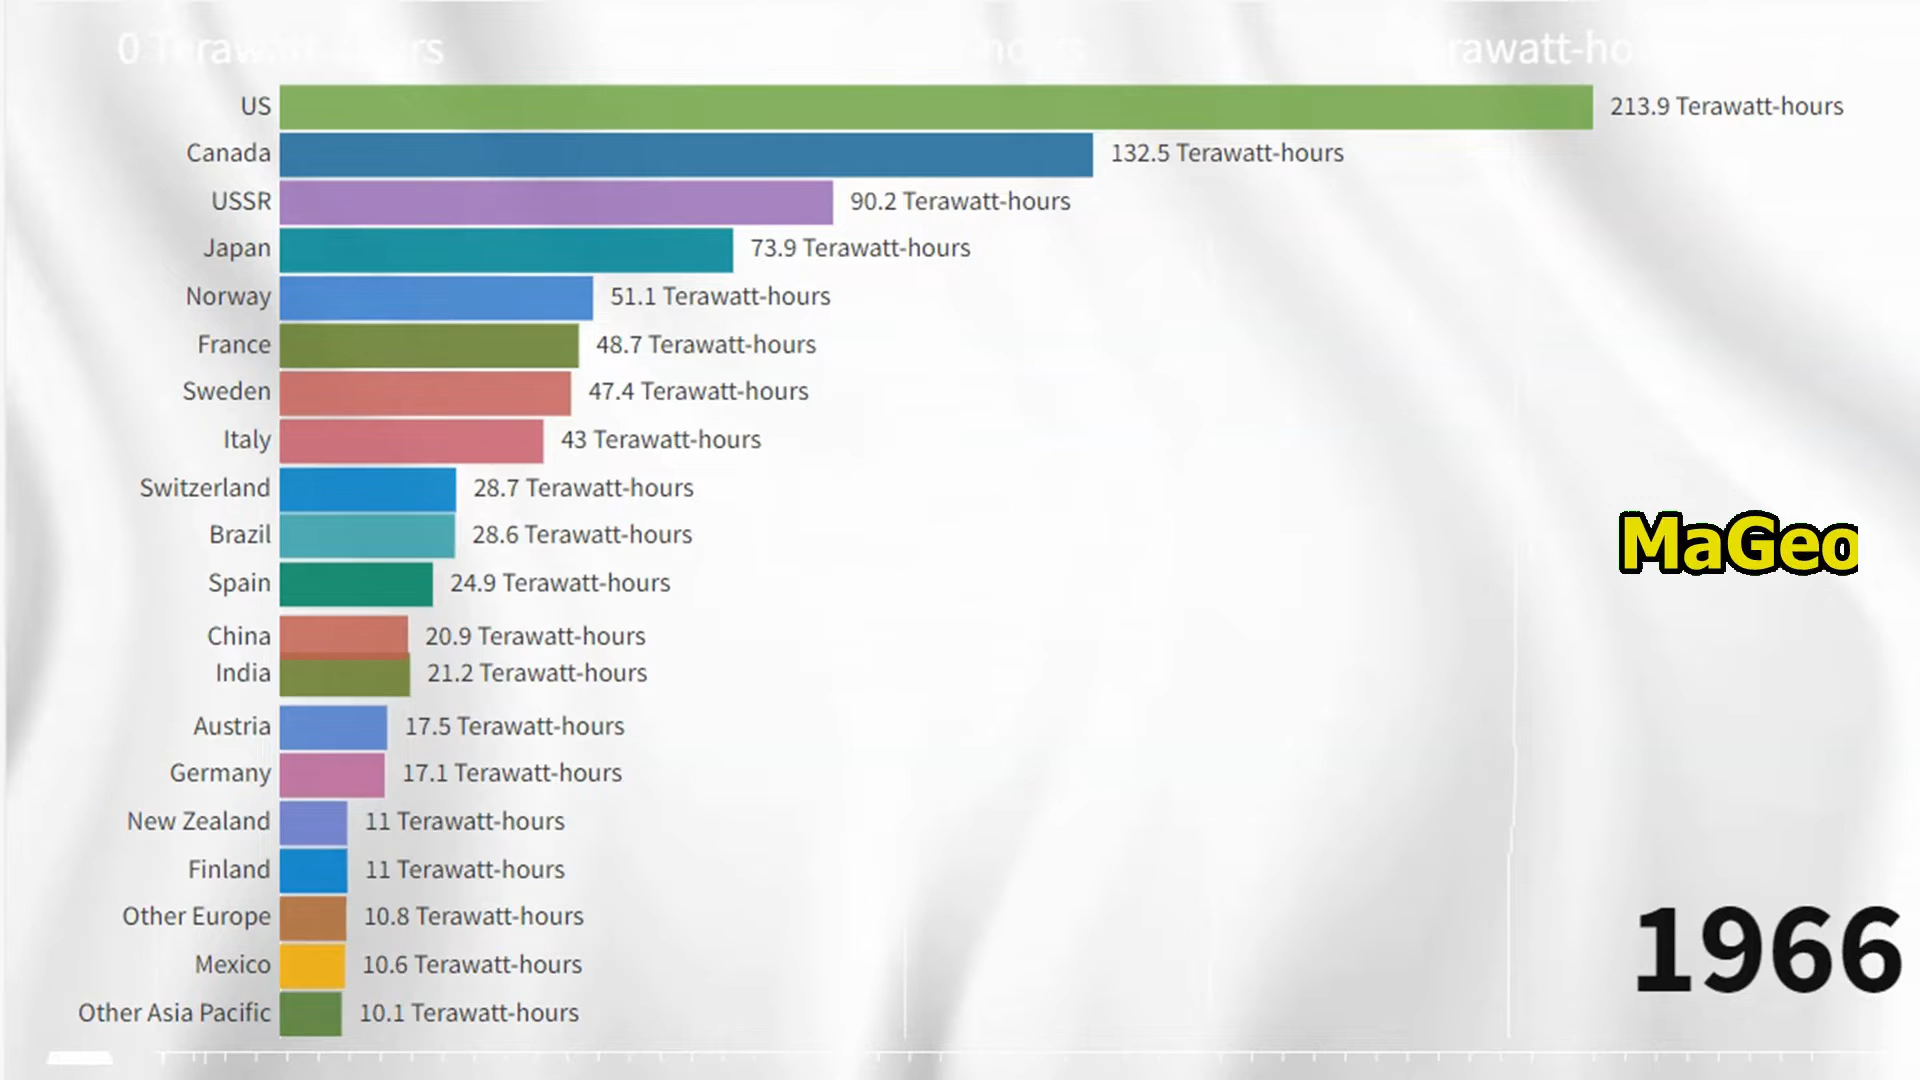 0 Terawatt-hours
US 213.9 Terawatt-hours
Canada 132.5 Terawatt-hours
USSR 90.2 Terawatt-hours
Japan 73.9 Terawatt-hours
Norway 51.1 Terawatt-hours
France 48.7 Terawatt-hours
Sweden 47.4 Terawatt-hours
Italy 43 Terawatt-hours
Switzerland 28.7 Terawatt-hours
Brazil 28.6 Terawatt-hours
MaGeo
Spain 24.9 Terawatt-hours
China 20.9 Terawatt-hours
India 21.2 Terawatt-hours
Austria 17.5 Terawatt-hours
Germany 17.1 Terawatt-hours
New Zealand 11 Terawatt-hours
Finland 11 Terawatt-hours
Other Europe 10.8 Terawatt-hours
1966
Mexico 10.6 Terawatt-hours
Other Asia Pacific 10.1 Terawatt-hours